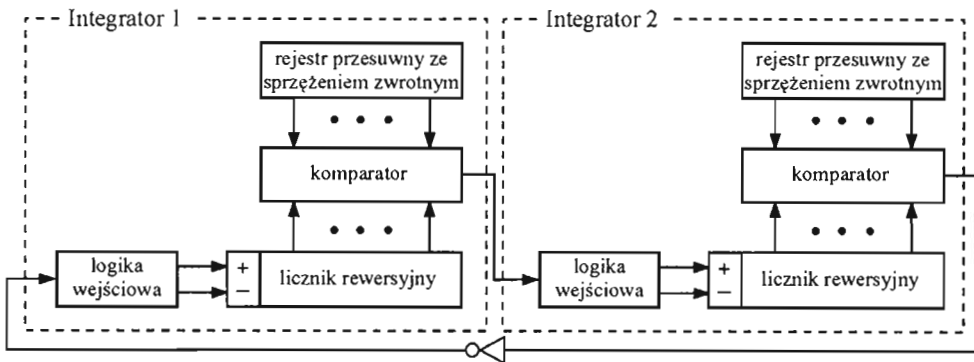 Integrator 1
rejestr przesuwny ze
sprzężeniem zwrotnym
komparator
logika
wejściowa
+
−
licznik rewersyjny
Integrator 2
rejestr przesuwny ze
sprzężeniem zwrotnym
komparator
logika
wejściowa
+
−
licznik rewersyjny